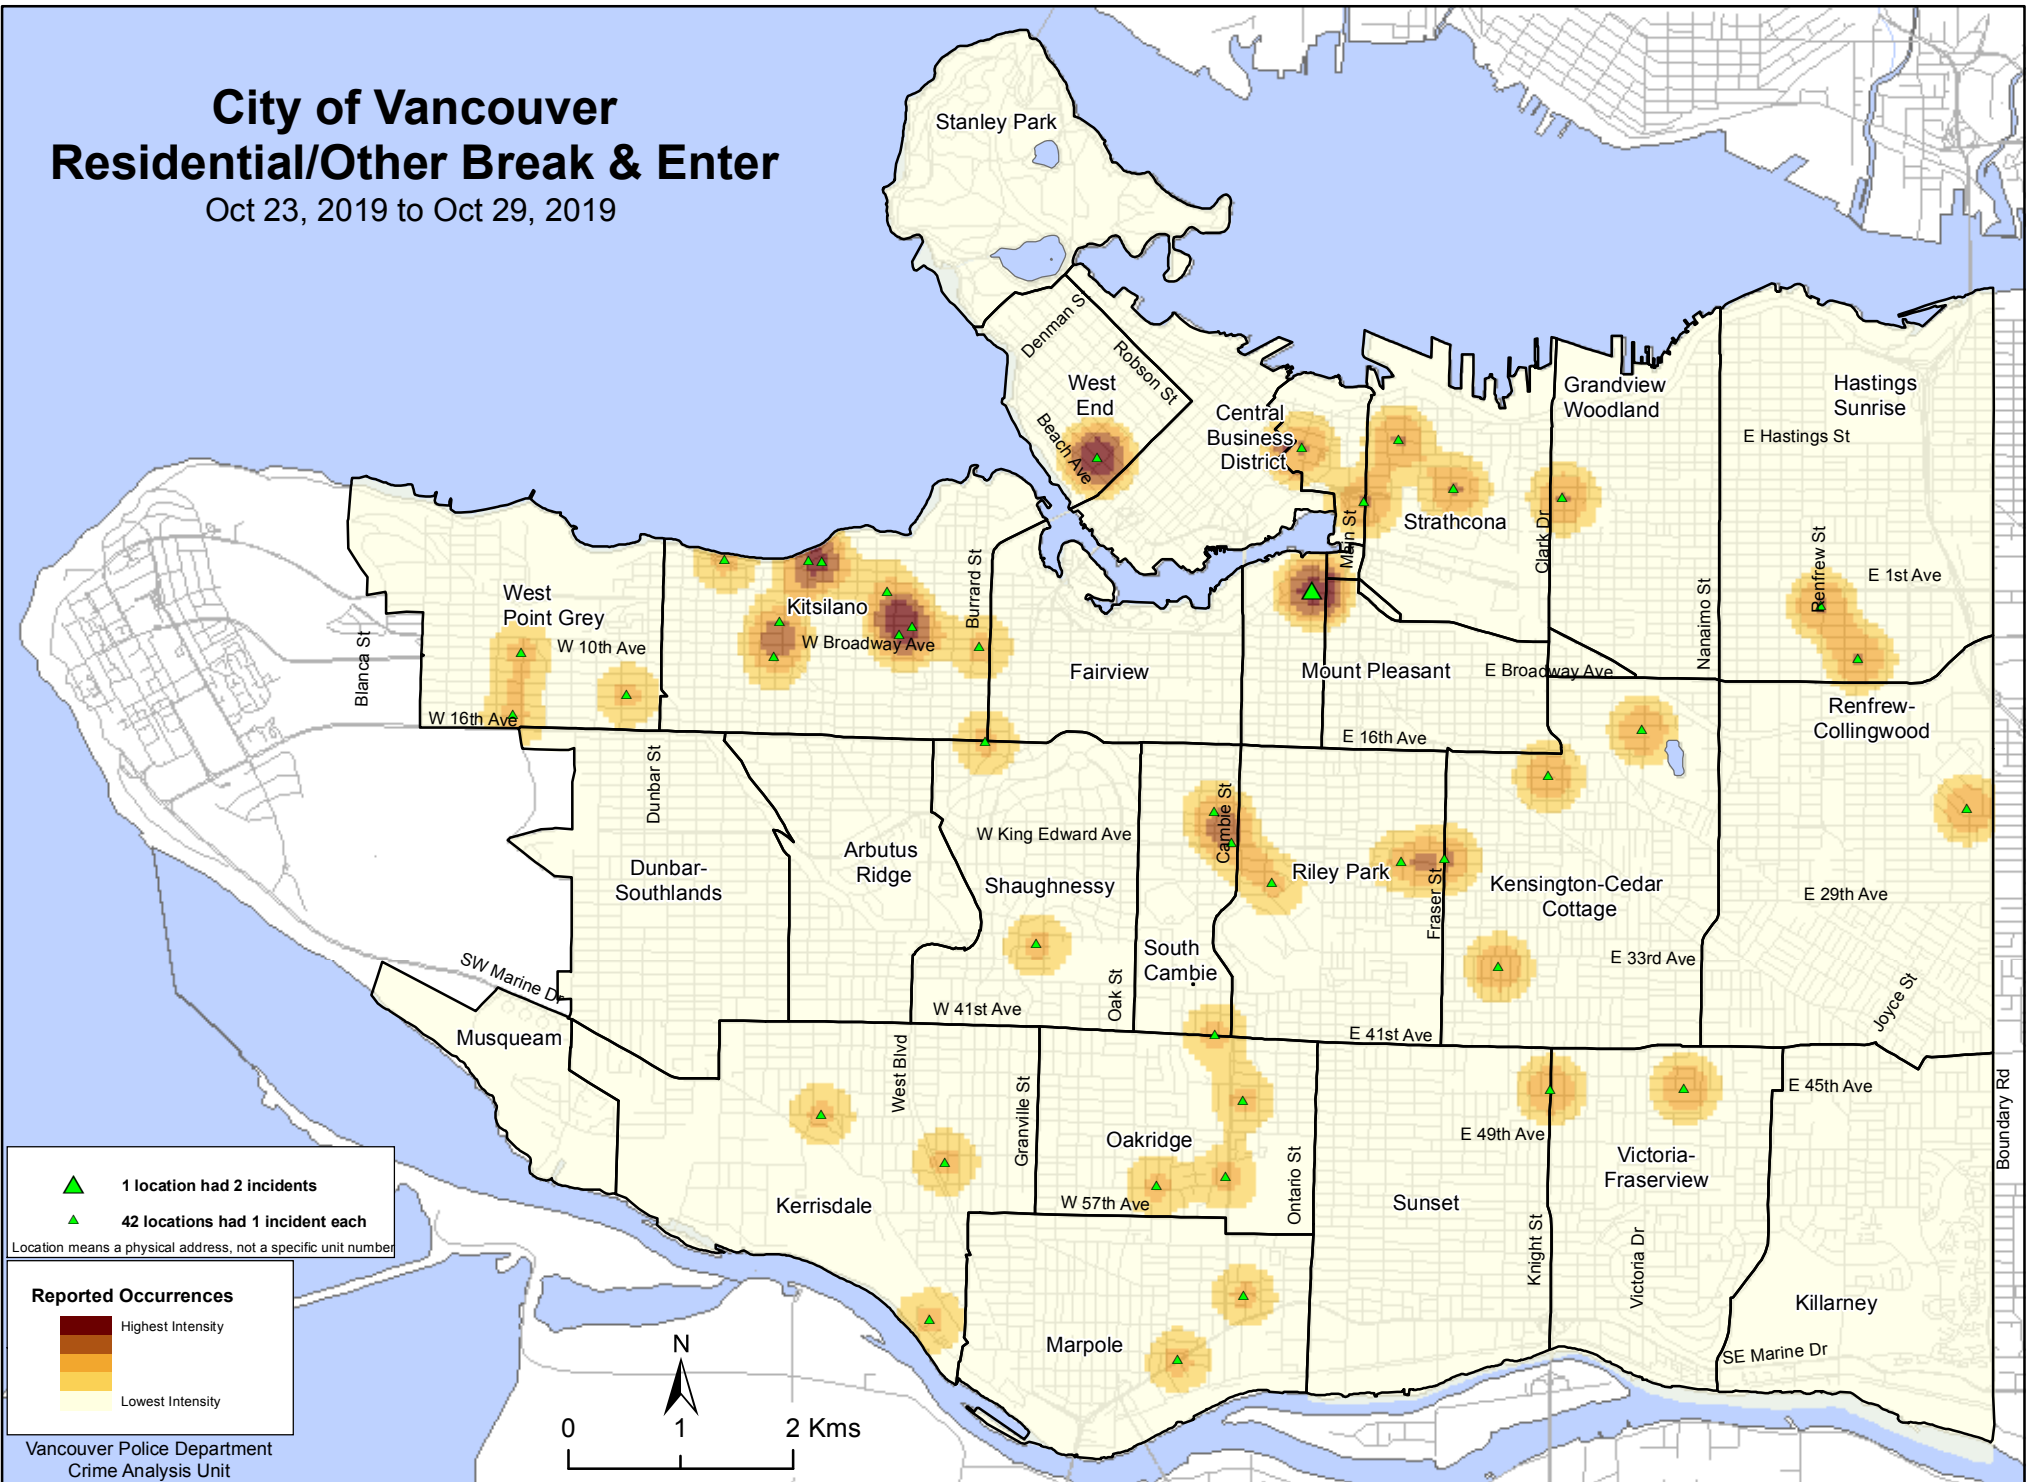 City of Vancouver
Residential/Other Break & Enter
Oct 23, 2019 to Oct 29, 2019
Stanley Park
Denman S
Robson St
West
End
Beach Ave
Central
Business
District
Grandview
Woodland
Hastings
Sunrise
E Hastings St
Strathcona
Main St
Clark Dr
Nanaimo St
Renfrew St
E 1st Ave
West
Point Grey
Kitsilano
Burrard St
W 10th Ave
W Broadway Ave
Blanca St
W 16th Ave
Fairview
Mount Pleasant
E Broadway Ave
E 16th Ave
Renfrew-
Collingwood
Dunbar St
Dunbar-
Southlands
Arbutus
Ridge
W King Edward Ave
Shaughnessy
Cambie St
Riley Park
Fraser St
Kensington-Cedar
Cottage
E 29th Ave
South
Cambie
Oak St
E 33rd Ave
Joyce St
SW Marine Dr
W 41st Ave
E 41st Ave
Musqueam
West Blvd
Granville St
E 45th Ave
Boundary Rd
Oakridge
E 49th Ave
Victoria-
Fraserview
Kerrisdale
W 57th Ave
Ontario St
Sunset
Knight St
Victoria Dr
Killarney
Marpole
SE Marine Dr
1 location had 2 incidents
42 locations had 1 incident each
Location means a physical address, not a specific unit number
Reported Occurrences
Highest Intensity
Lowest Intensity
Vancouver Police Department
Crime Analysis Unit
N
0 1 2 Kms